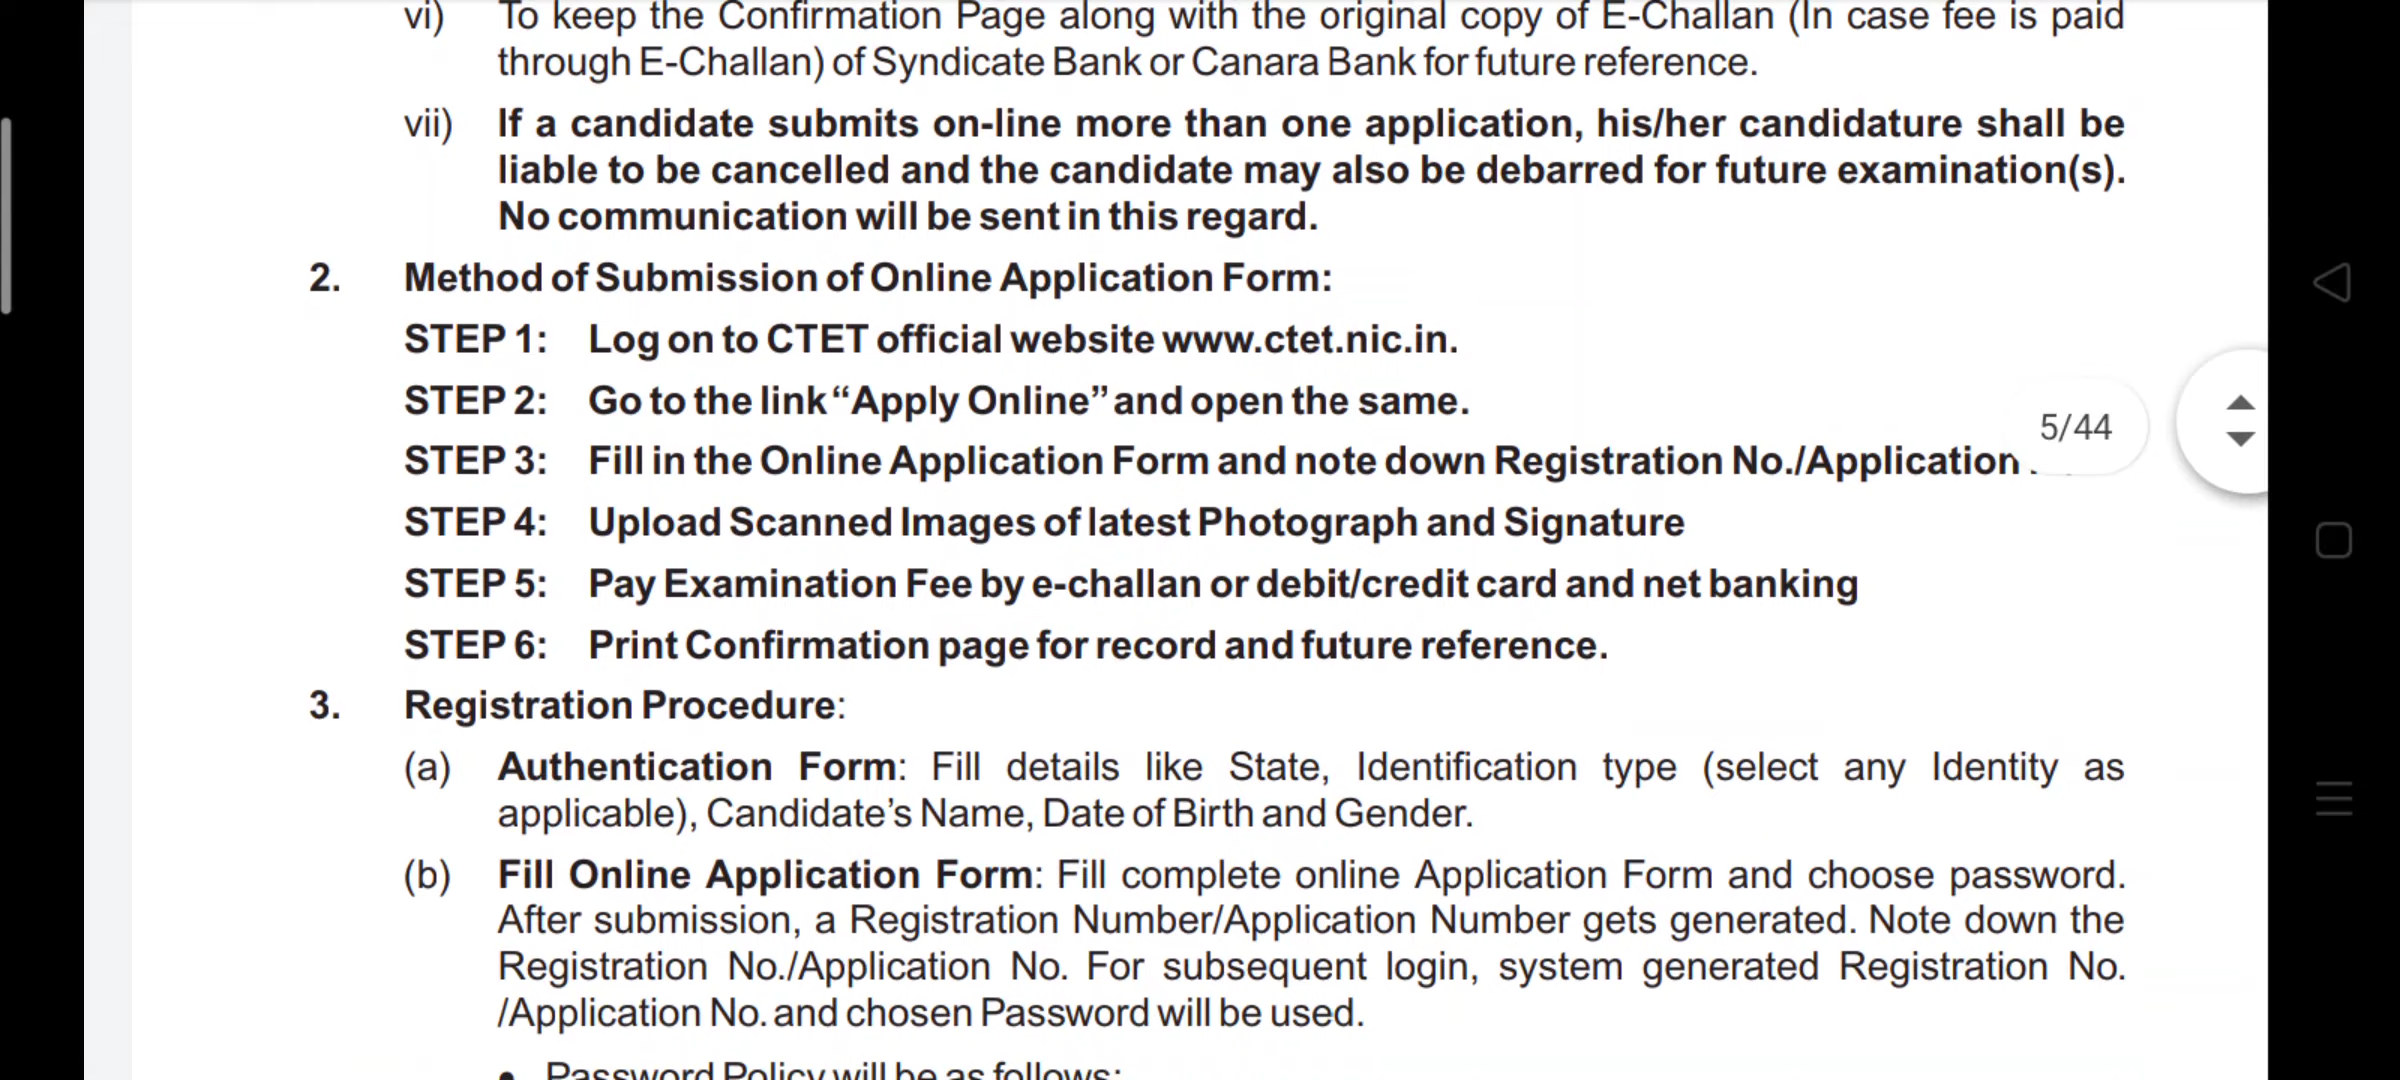 vi) To keep the Confirmation Page along with the original copy of E-Challan (In case fee is paid
through E-Challan) of Syndicate Bank or Canara Bank for future reference.
vii) If a candidate submits on-line more than one application, his/her candidature shall be
liable to be cancelled and the candidate may also be debarred for future examination(s).
No communication will be sent in this regard.
2. Method of Submission of Online Application Form:
STEP 1: Log on to CTET official website www.ctet.nic.in.
STEP 2: Go to the link “Apply Online” and open the same.
5/44
STEP 3: Fill in the Online Application Form and note down Registration No./Application
STEP 4: Upload Scanned Images of latest Photograph and Signature
STEP 5: Pay Examination Fee by e-challan or debit/credit card and net banking
STEP 6: Print Confirmation page for record and future reference.
3. Registration Procedure:
(a) Authentication Form: Fill details like State, Identification type (select any Identity as
applicable), Candidate’s Name, Date of Birth and Gender.
(b) Fill Online Application Form: Fill complete online Application Form and choose password.
After submission, a Registration Number/Application Number gets generated. Note down the
Registration No./Application No. For subsequent login, system generated Registration No.
/Application No. and chosen Password will be used.
• Password Policy will be as follows: